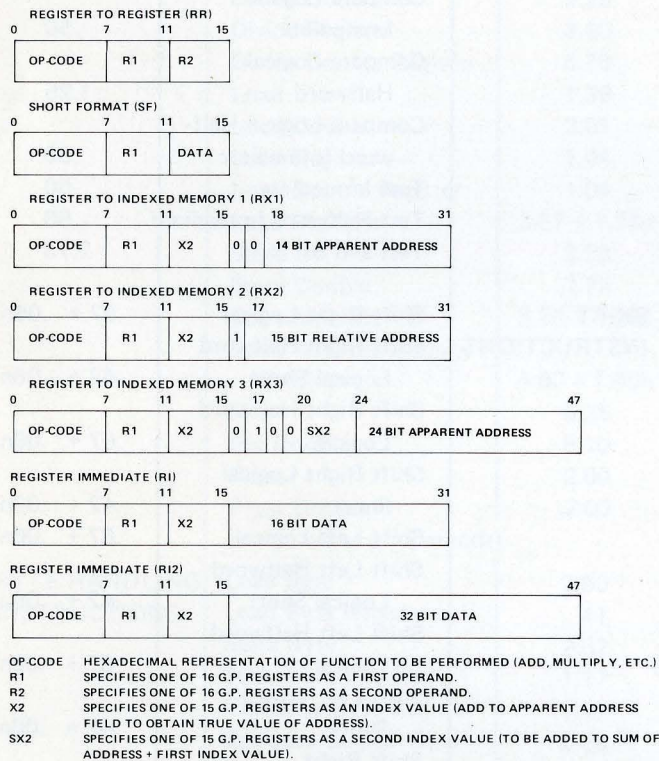 REGISTER TO REGISTER (RR)
0 7 11 15
OP-CODE R1 R2
SHORT FORMAT (SF)
0 7 11 15
OP-CODE R1 DATA
REGISTER TO INDEXED MEMORY 1 (RX1)
0 7 11 15 18 31
OP-CODE R1 X2 0 0 14 BIT APPARENT ADDRESS
REGISTER TO INDEXED MEMORY 2 (RX2)
0 7 11 15 17 31
OP-CODE R1 X2 1 15 BIT RELATIVE ADDRESS
REGISTER TO INDEXED MEMORY 3 (RX3)
0 7 11 15 17 20 24 47
OP-CODE R1 X2 0 1 0 0 SX2 24 BIT APPARENT ADDRESS
REGISTER IMMEDIATE (RI)
0 7 11 15 31
OP-CODE R1 X2 16 BIT DATA
REGISTER IMMEDIATE (RI2)
0 7 11 15 47
OP-CODE R1 X2 32 BIT DATA
OP-CODE HEXADECIMAL REPRESENTATION OF FUNCTION TO BE PERFORMED (ADD, MULTIPLY, ETC.)
R1 SPECIFIES ONE OF 16 G.P. REGISTERS AS A FIRST OPERAND.
R2 SPECIFIES ONE OF 16 G.P. REGISTERS AS A SECOND OPERAND.
X2 SPECIFIES ONE OF 15 G.P. REGISTERS AS AN INDEX VALUE (ADD TO APPARENT ADDRESS
FIELD TO OBTAIN TRUE VALUE OF ADDRESS).
SX2 SPECIFIES ONE OF 15 G.P. REGISTERS AS A SECOND INDEX VALUE (TO BE ADDED TO SUM OF
ADDRESS + FIRST INDEX VALUE).